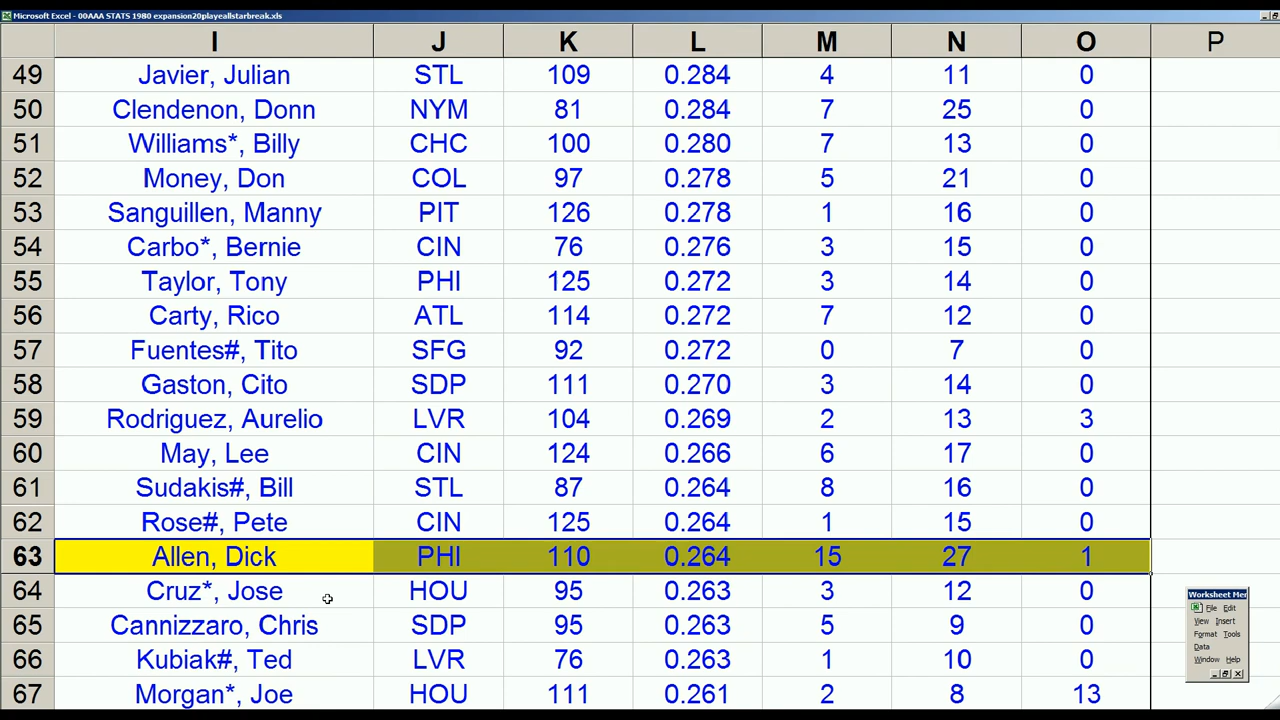 Microsoft Excel - 00AAA STATS 1980 expansion20playeallstarbreak.xls
I J K L M N O P
49 Javier, Julian STL 109 0.284 4 11 0
50 Clendenon, Donn NYM 81 0.284 7 25 0
51 Williams*, Billy CHC 100 0.280 7 13 0
52 Money, Don COL 97 0.278 5 21 0
53 Sanguillen, Manny PIT 126 0.278 1 16 0
54 Carbo*, Bernie CIN 76 0.276 3 15 0
55 Taylor, Tony PHI 125 0.272 3 14 0
56 Carty, Rico ATL 114 0.272 7 12 0
57 Fuentes#, Tito SFG 92 0.272 0 7 0
58 Gaston, Cito SDP 111 0.270 3 14 0
59 Rodriguez, Aurelio LVR 104 0.269 2 13 3
60 May, Lee CIN 124 0.266 6 17 0
61 Sudakis#, Bill STL 87 0.264 8 16 0
62 Rose#, Pete CIN 125 0.264 1 15 0
63 Allen, Dick PHI 110 0.264 15 27 1
64 Cruz*, Jose HOU 95 0.263 3 12 0
65 Cannizzaro, Chris SDP 95 0.263 5 9 0
66 Kubiak#, Ted LVR 76 0.263 1 10 0
67 Morgan*, Joe HOU 111 0.261 2 8 13
Worksheet Mer
File Edit
View Insert
Format Tools
Data
Window Help